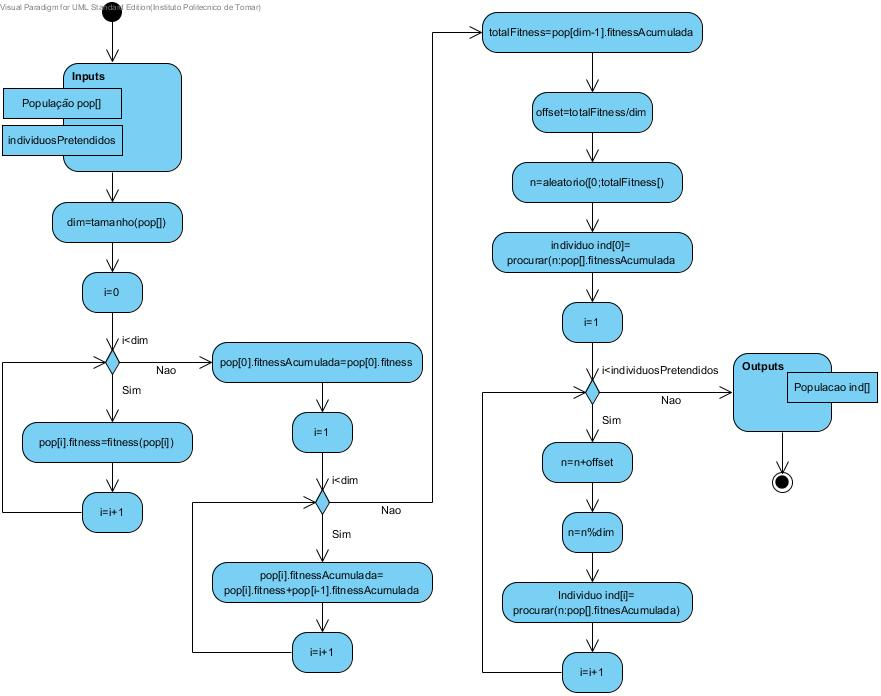 Visual Paradigm for UML Standard Edition(Instituto Politecnico de Tomar)
Inputs
População pop[]
individuosPretendidos
dim=tamanho(pop[])
i=0
i<dim
Nao
Sim
pop[i].fitness=fitness(pop[i])
i=i+1
pop[0].fitnessAcumulada=pop[0].fitness
i=1
i<dim
Nao
Sim
pop[i].fitnessAcumulada=
pop[i].fitness+pop[i-1].fitnessAcumulada
i=i+1
totalFitness=pop[dim-1].fitnessAcumulada
offset=totalFitness/dim
n=aleatorio([0;totalFitness[)
individuo ind[0]=
procurar(n:pop[].fitnessAcumulada
i=1
i<individuosPretendidos
Nao
Sim
n=n+offset
n=n%dim
Individuo ind[i]=
procurar(n:pop[].fitnesAcumulada)
i=i+1
Outputs
Populacao ind[]